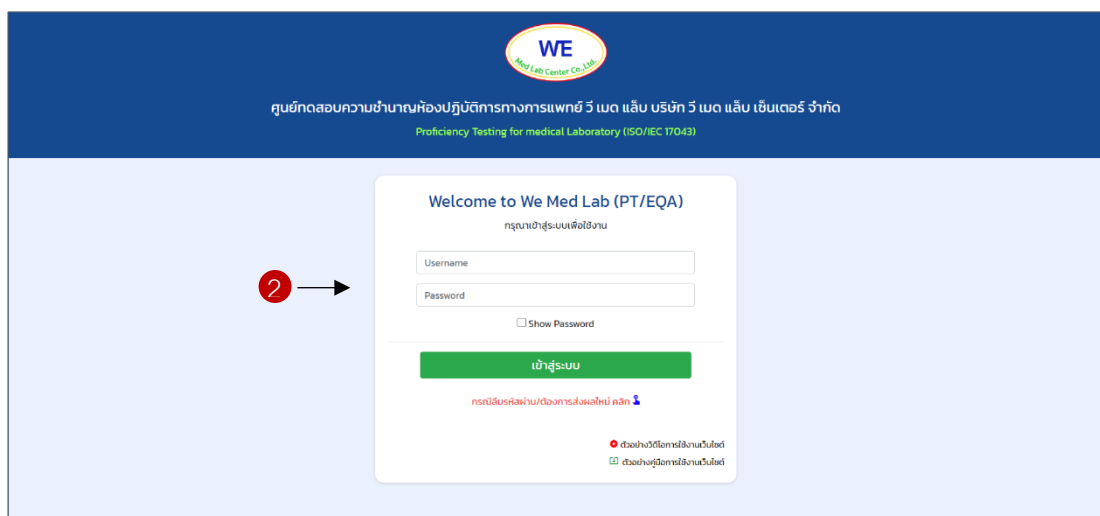 WE
Med Lab Center Co.,Ltd.
ศูนย์ทดสอบความชำนาญห้องปฏิบัติการทางการแพทย์ วี เมด แล็บ บริษัท วี เมด แล็บ เซ็นเตอร์ จำกัด
Proficiency Testing for medical Laboratory (ISO/IEC 17043)
Welcome to We Med Lab (PT/EQA)
กรุณาเข้าสู่ระบบเพื่อใช้งาน
Username
2
Password
Show Password
เข้าสู่ระบบ
กรณีลืมรหัสผ่าน/ต้องการส่งผลใหม่ คลิก
ตัวอย่างวิดีโอการใช้งานเว็บไซต์
ตัวอย่างคู่มือการใช้งานเว็บไซต์